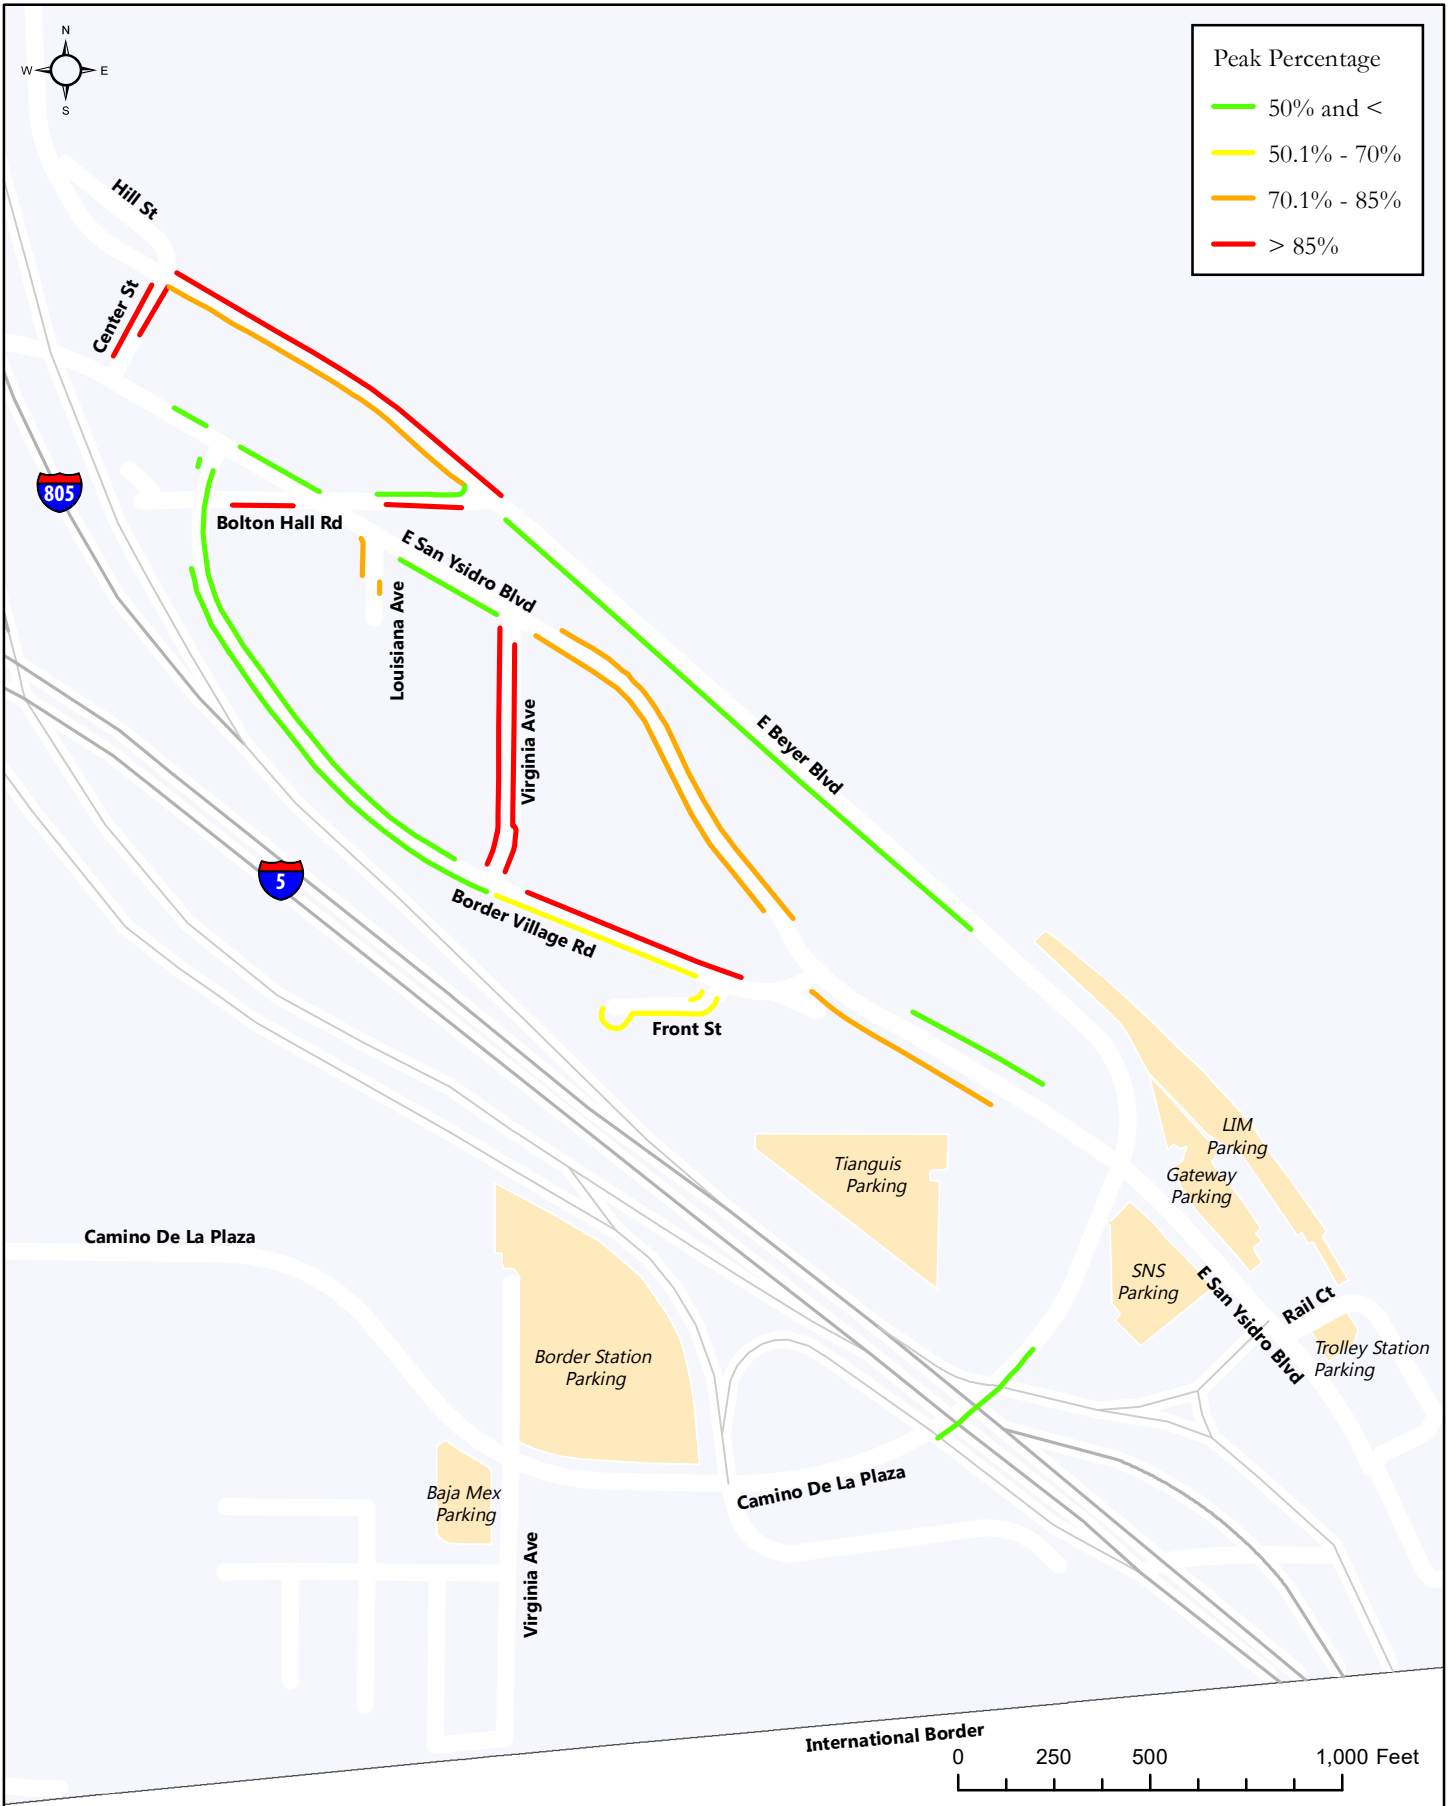 N
W
E
S
Peak Percentage
50% and <
50.1% - 70%
70.1% - 85%
> 85%
Hill St
Center St
805
Bolton Hall Rd
E San Ysidro Blvd
Louisiana Ave
Virginia Ave
E Beyer Blvd
5
Border Village Rd
Front St
LIM
Parking
Tianguis
Parking
Gateway
Parking
Camino De La Plaza
SNS
Parking
E San Ysidro Blvd
Rail Ct
Trolley Station
Parking
Border Station
Parking
Baja Mex
Parking
Camino De La Plaza
Virginia Ave
International Border
0 250 500 1,000 Feet